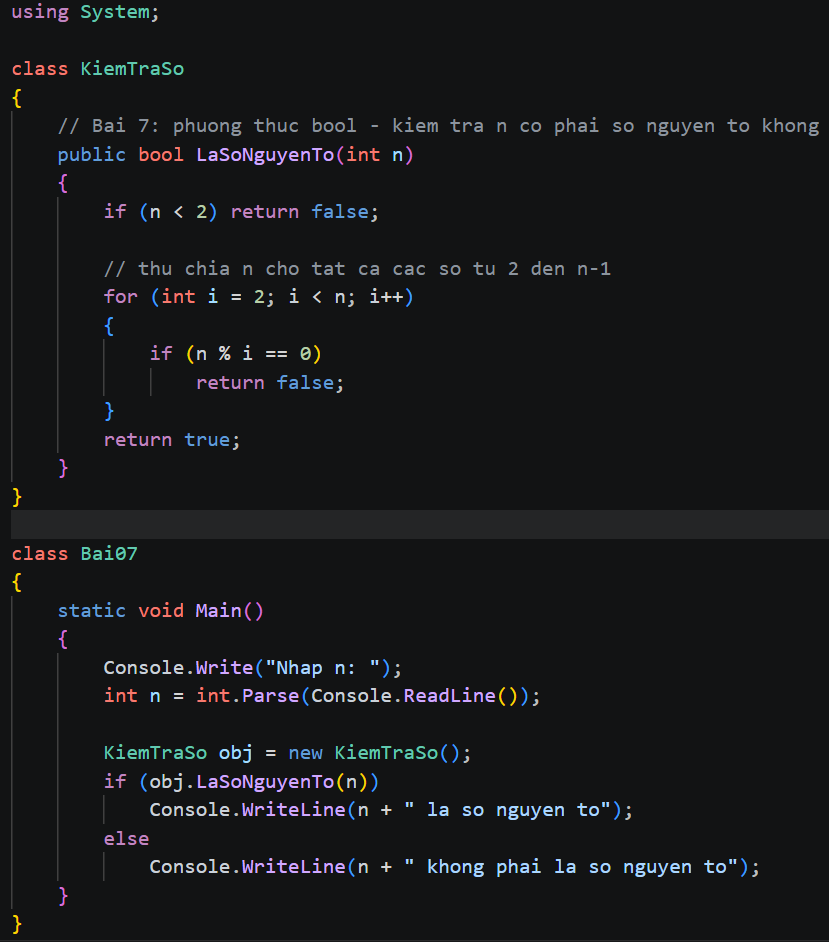 using System;
class KiemTraSo
{
// Bai 7: phuong thuc bool - kiem tra n co phai so nguyen to khong
public bool LaSoNguyenTo(int n)
{
if (n < 2) return false;
// thu chia n cho tat ca cac so tu 2 den n-1
for (int i = 2; i < n; i++)
{
if (n % i == 0)
return false;
}
return true;
}
}
class Bai07
{
static void Main()
{
Console.Write("Nhap n: ");
int n = int.Parse(Console.ReadLine());
KiemTraSo obj = new KiemTraSo();
if (obj.LaSoNguyenTo(n))
Console.WriteLine(n + " la so nguyen to");
else
Console.WriteLine(n + " khong phai la so nguyen to");
}
}